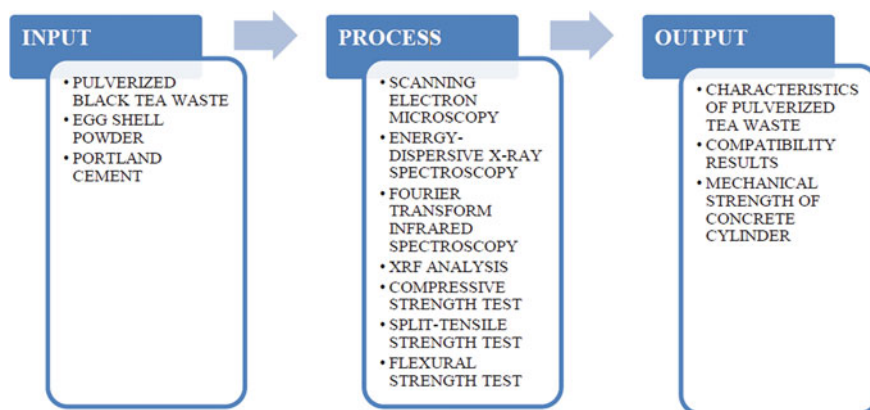 INPUT
• PULVERIZED
BLACK TEA WASTE
• EGG SHELL
POWDER
• PORTLAND
CEMENT
PROCESS
• SCANNING
ELECTRON
MICROSCOPY
• ENERGY-
DISPERSIVE X-RAY
SPECTROSCOPY
• FOURIER
TRANSFORM
INFRARED
SPECTROSCOPY
• XRF ANALYSIS
• COMPRESSIVE
STRENGTH TEST
• SPLIT-TENSILE
STRENGTH TEST
• FLEXURAL
STRENGTH TEST
OUTPUT
• CHARACTERISTICS
OF PULVERIZED
TEA WASTE
• COMPATIBILITY
RESULTS
• MECHANICAL
STRENGTH OF
CONCRETE
CYLINDER